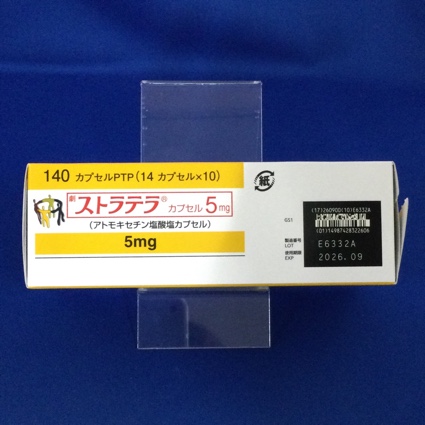 140 カプセルPTP(14 カプセル×10)
劇 ストラテラ® カプセル 5mg
(アトモキセチン塩酸塩カプセル)
5mg
紙
GS1
(17)260900(10)E6332A
(01)14987428322606
製造番号
LOT E6332A
使用期限
EXP 2026.09